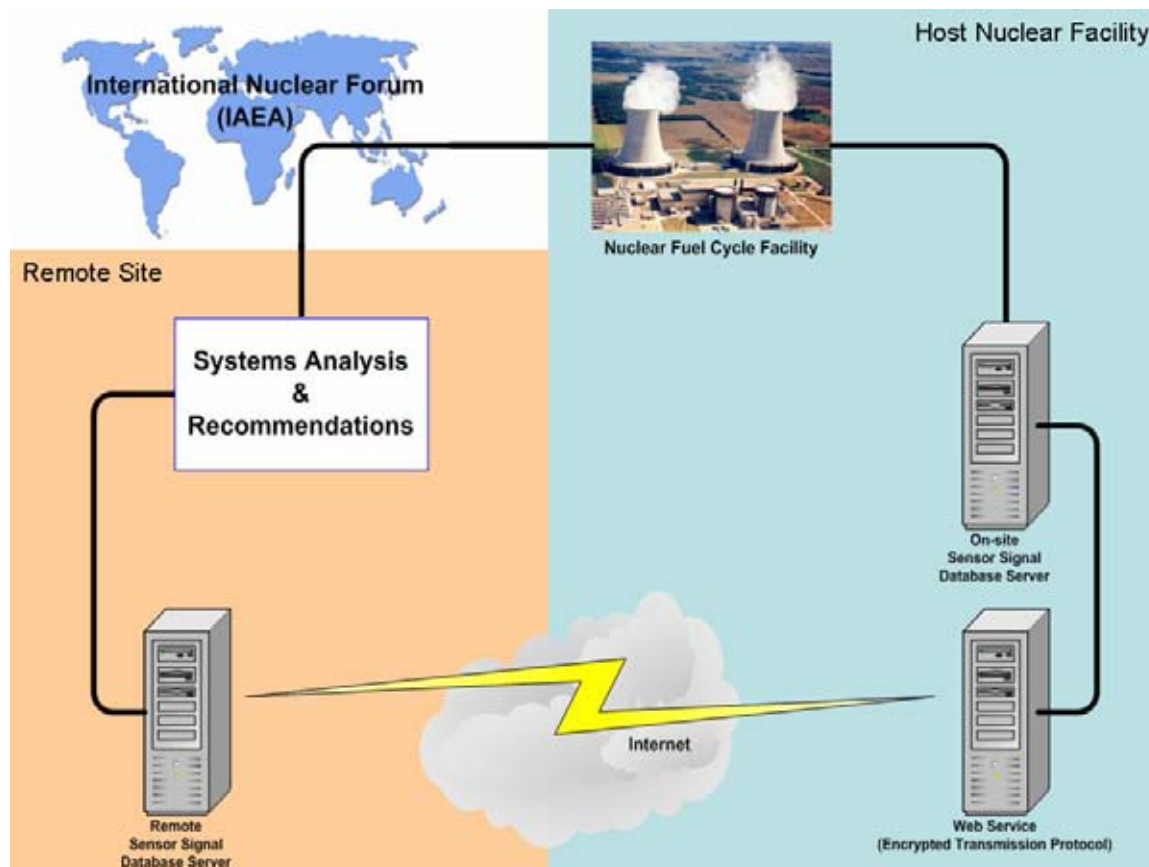 Host Nuclear Facility
International Nuclear Forum
(IAEA)
Nuclear Fuel Cycle Facility
Remote Site
Systems Analysis
&
Recommendations
On-site
Sensor Signal
Database Server
Internet
Remote
Sensor Signal
Database Server
Web Service
(Encrypted Transmission Protocol)